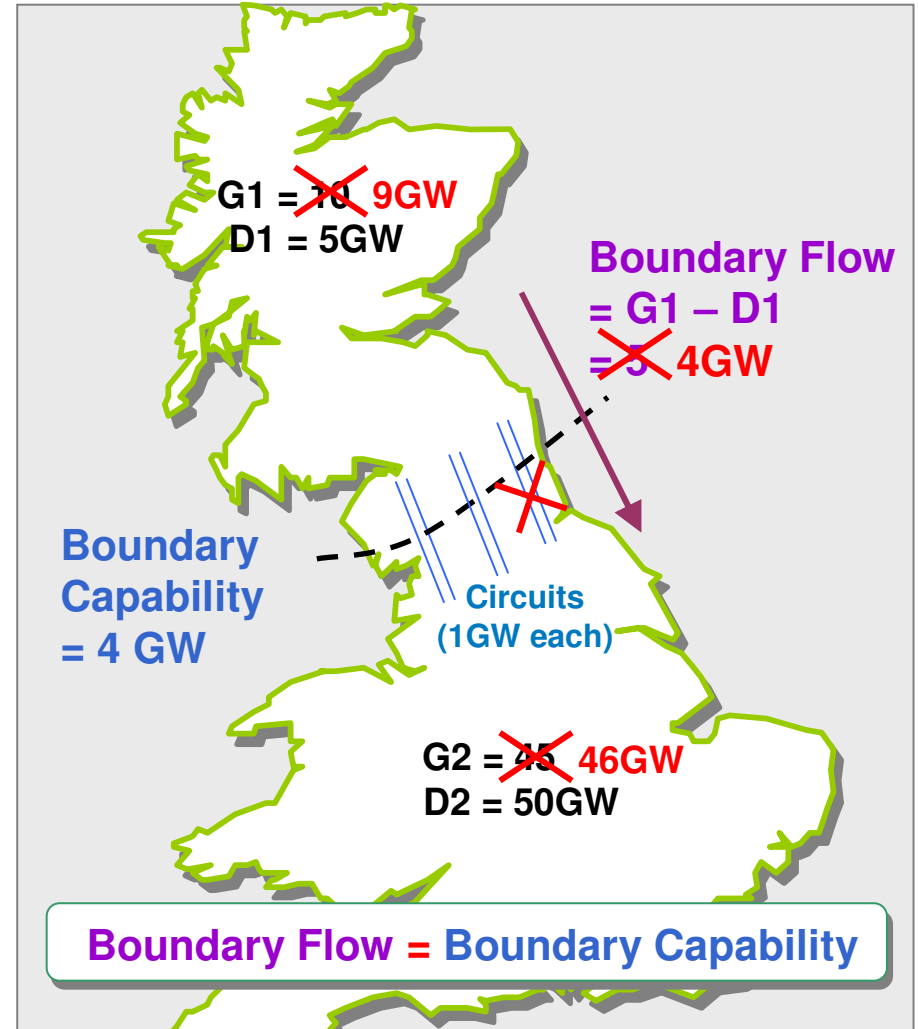 G1 = 10 9GW
D1 = 5GW
Boundary Flow
= G1 – D1
= 5 4GW
Boundary
Capability
= 4 GW
Circuits
(1GW each)
G2 = 45 46GW
D2 = 50GW
Boundary Flow = Boundary Capability